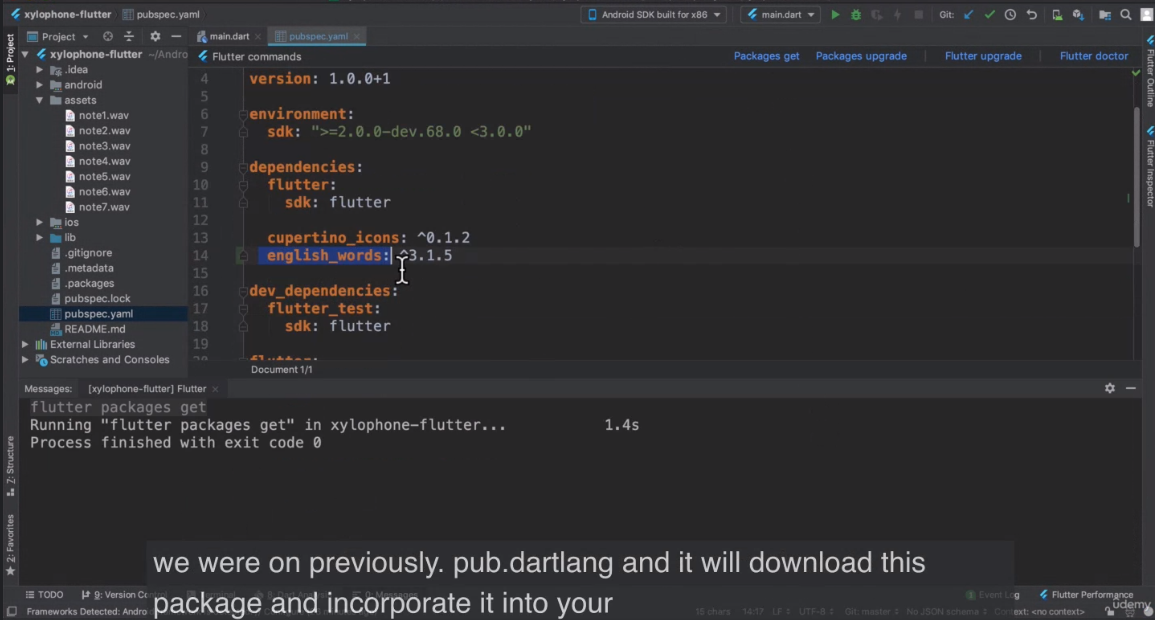 xylophone-flutter
pubspec.yaml
Android SDK built for x86
main.dart
Git:
Project
main.dart
pubspec.yaml
1: Project
xylophone-flutter ~/Andro
.idea
android
assets
note1.wav
note2.wav
note3.wav
note4.wav
note5.wav
note6.wav
note7.wav
ios
lib
.gitignore
.metadata
.packages
pubspec.lock
pubspec.yaml
README.md
External Libraries
Scratches and Consoles
Flutter commands
Packages get
Packages upgrade
Flutter upgrade
Flutter doctor
4 version: 1.0.0+1
5
6 environment:
7 sdk: ">=2.0.0-dev.68.0 <3.0.0"
8
9 dependencies:
10 flutter:
11 sdk: flutter
12
13 cupertino_icons: ^0.1.2
14 english_words: ^3.1.5
15
16 dev_dependencies:
17 flutter_test:
18 sdk: flutter
19
20 flutter:
Document 1/1
Flutter Outline
Flutter Inspector
Messages:
[xylophone-flutter] Flutter
flutter packages get
Running "flutter packages get" in xylophone-flutter... 1.4s
Process finished with exit code 0
Z: Structure
2: Favorites
we were on previously. pub.dartlang and it will download this
package and incorporate it into your
TODO
9: Version Co
Event Log
Flutter Performance
Frameworks Detected: Andro
15 chars
14:17
LF
UTF-8
Git: master
No JSON schema
Context: <no context>
udemy